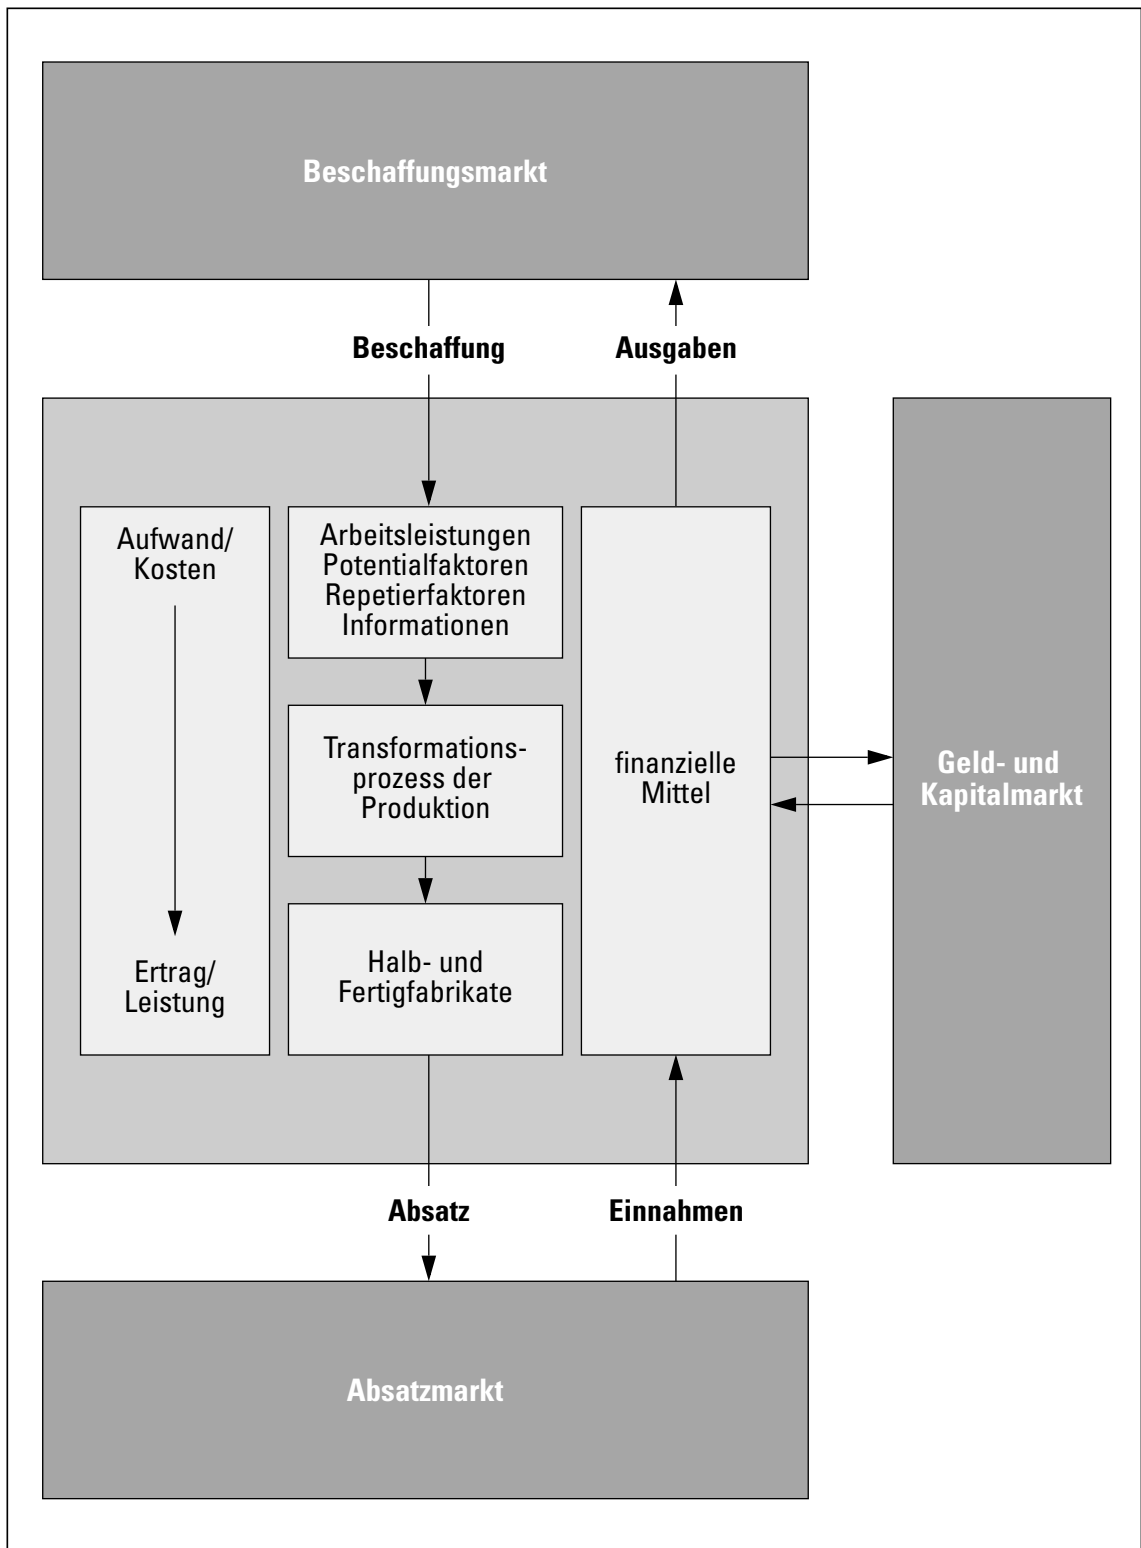 Beschaffungsmarkt
Beschaffung
Ausgaben
Aufwand/
Kosten
Ertrag/
Leistung
Arbeitsleistungen
Potentialfaktoren
Repetierfaktoren
Informationen
Transformations-
prozess der
Produktion
Halb- und
Fertigfabrikate
finanzielle
Mittel
Geld- und
Kapitalmarkt
Absatz
Einnahmen
Absatzmarkt